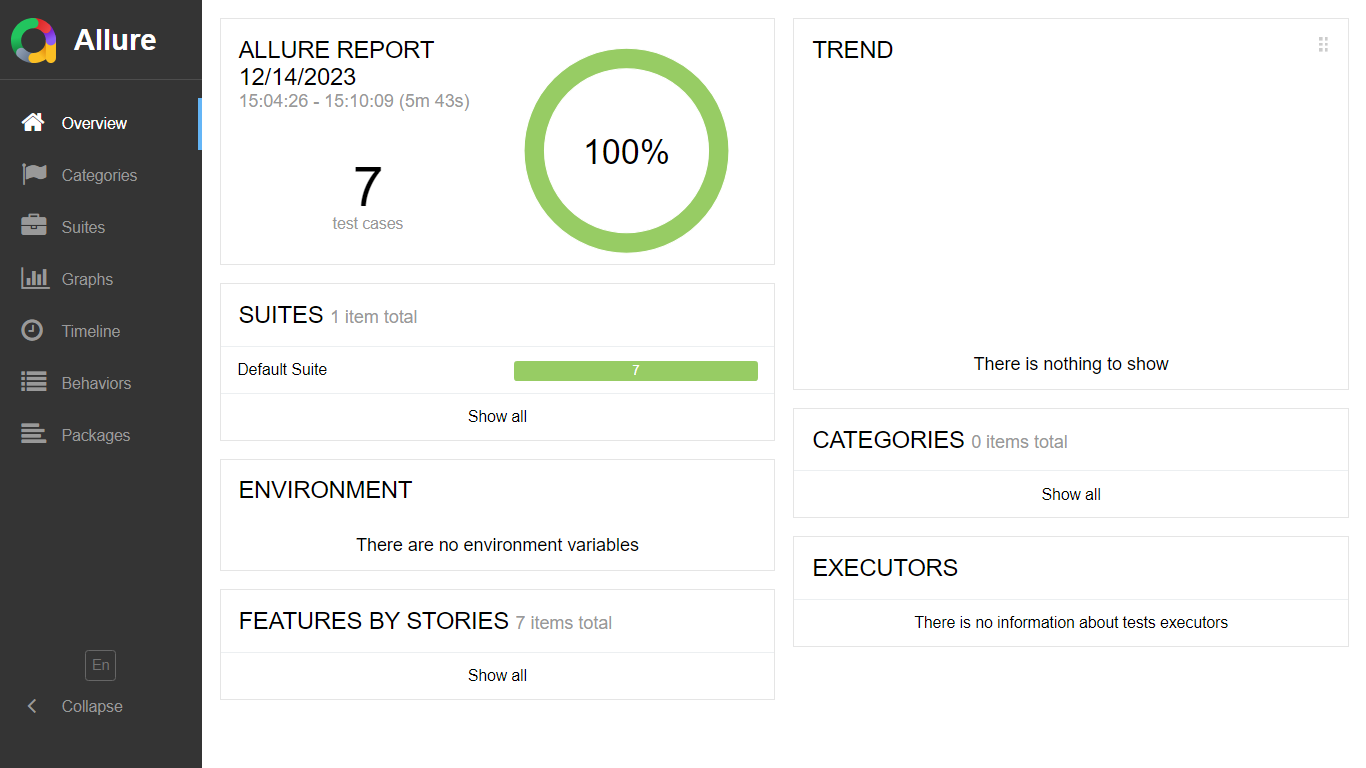 Allure
Overview
Categories
Suites
Graphs
Timeline
Behaviors
Packages
En
Collapse
ALLURE REPORT
12/14/2023
15:04:26 - 15:10:09 (5m 43s)
7
test cases
100%
SUITES 1 item total
Default Suite 7
Show all
ENVIRONMENT
There are no environment variables
FEATURES BY STORIES 7 items total
Show all
TREND
There is nothing to show
CATEGORIES 0 items total
Show all
EXECUTORS
There is no information about tests executors